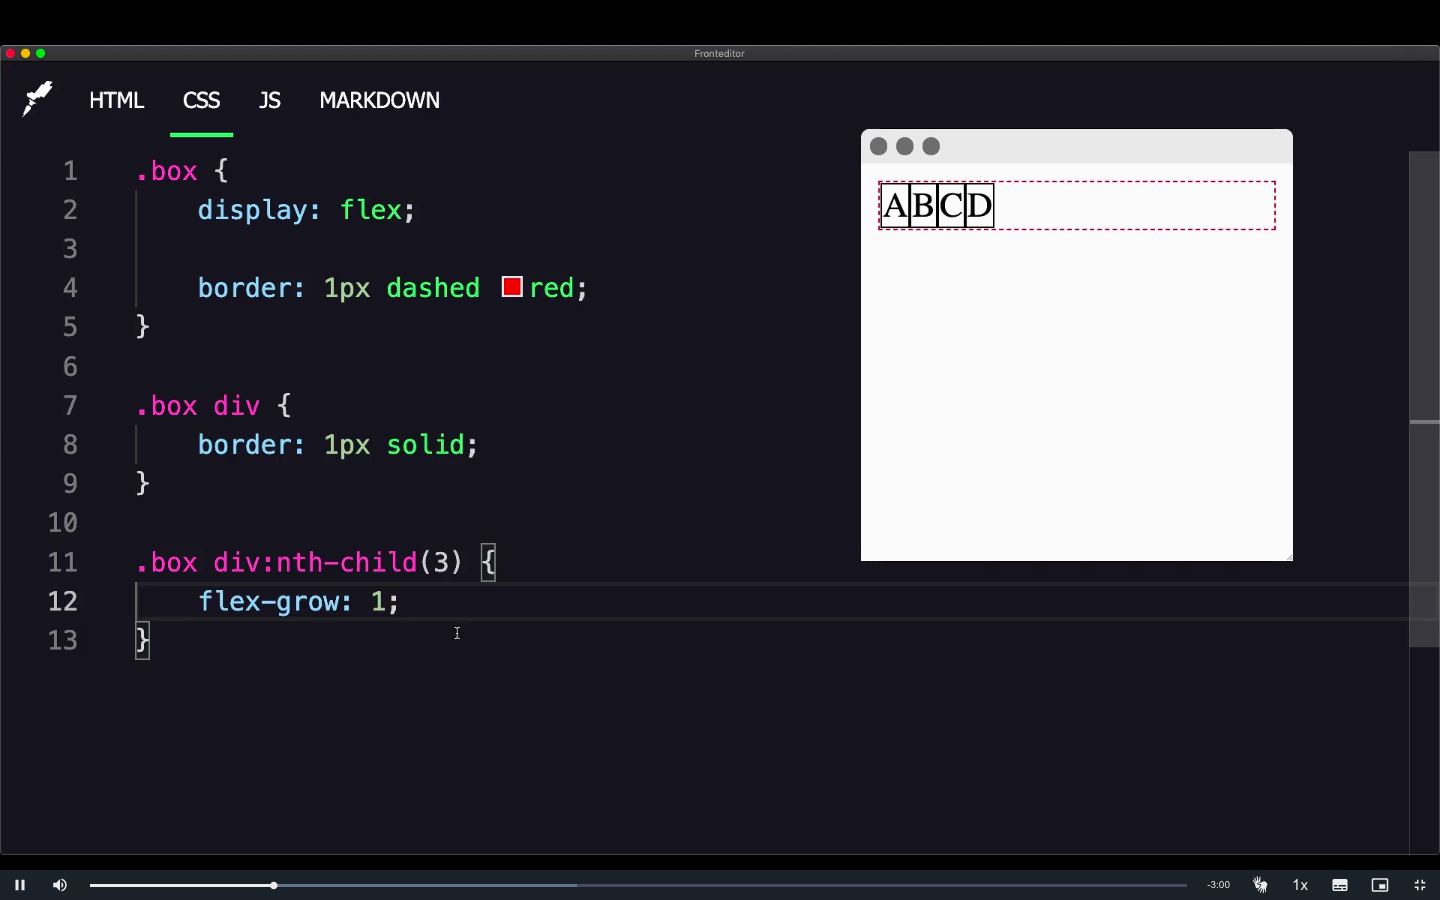 Fronteditor
HTML CSS JS MARKDOWN
1 .box {
2 display: flex;
3
4 border: 1px dashed red;
5 }
6
7 .box div {
8 border: 1px solid;
9 }
10
11 .box div:nth-child(3) {
12 flex-grow: 1;
13 }
ABCD
-3:00 1x